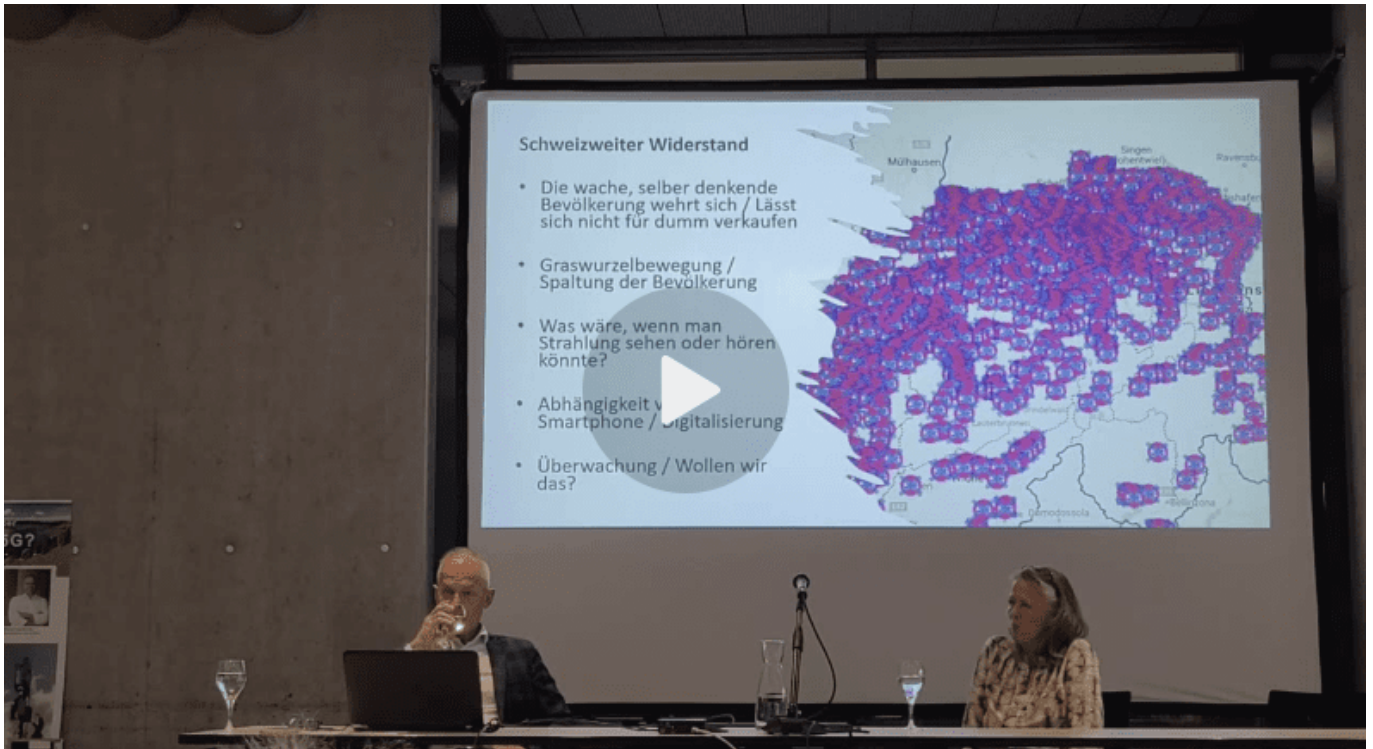 Schweizweiter Widerstand
• Die wache, selber denkende
Bevölkerung wehrt sich / Lässt
sich nicht für dumm verkaufen
• Graswurzelbewegung /
Spaltung der Bevölkerung
• Was wäre, wenn man
Strahlung sehen oder hören
könnte?
• Abhängigkeit
Smartphone / Digitalisierung
• Überwachung / Wollen wir
das?
Mülhausen
Singen
Ravensbu
Domodossola
Bellinzona
5G?